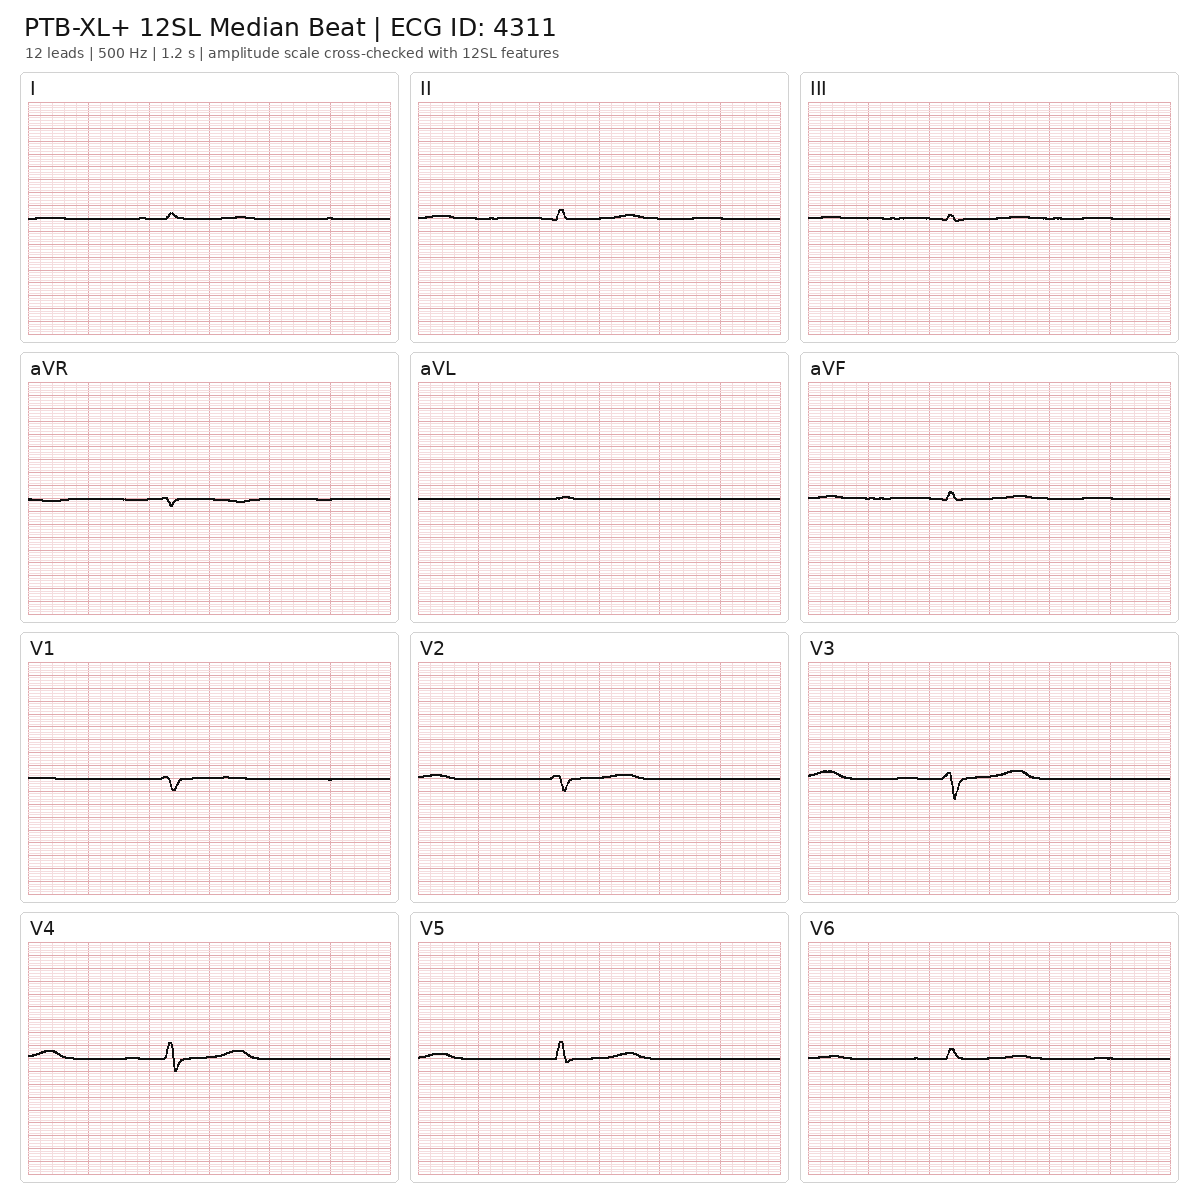 PTB-XL+ 12SL Median Beat | ECG ID: 4311
12 leads | 500 Hz | 1.2 s | amplitude scale cross-checked with 12SL features
I
II
III
aVR
aVL
aVF
V1
V2
V3
V4
V5
V6